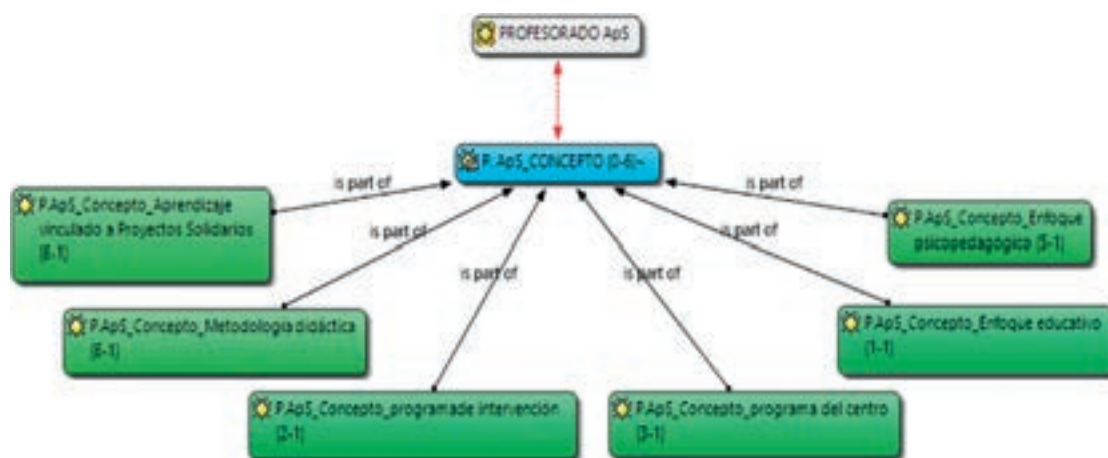 PROFESORADO ApS
P. ApS_CONCEPTO (0-6)~
is part of
P.ApS_Concepto_Aprendizaje
vinculado a Proyectos Solidarios
(6-1)
is part of
P.ApS_Concepto_Enfoque
psicopedagógico (5-1)
is part of
is part of
is part of
is part of
P.ApS_Concepto_Metodología didáctica
(6-1)
P.ApS_Concepto_Enfoque educativo
(1-1)
P.ApS_Concepto_programade intervención
(2-1)
P.ApS_Concepto_programa del centro
(3-1)